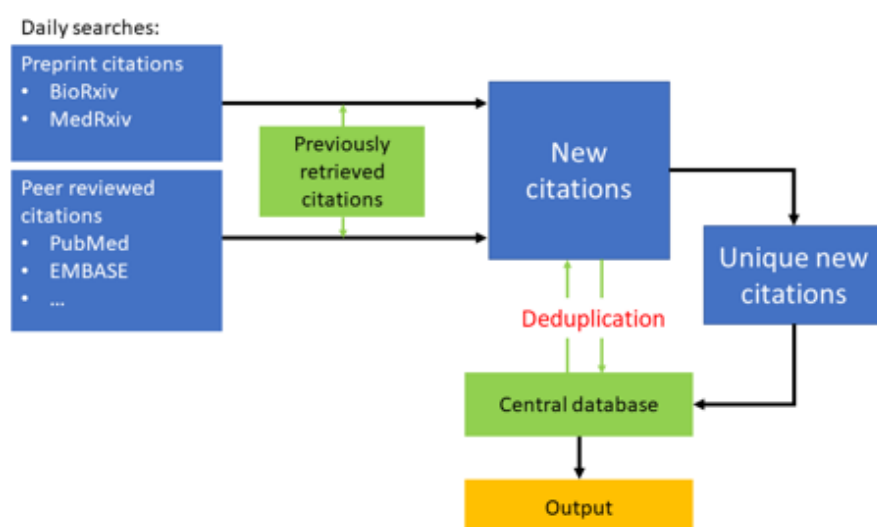 Daily searches:
Preprint citations
• BioRxiv
• MedRxiv
Peer reviewed
citations
• PubMed
• EMBASE
• ...
Previously
retrieved
citations
New
citations
Unique new
citations
Deduplication
Central database
Output